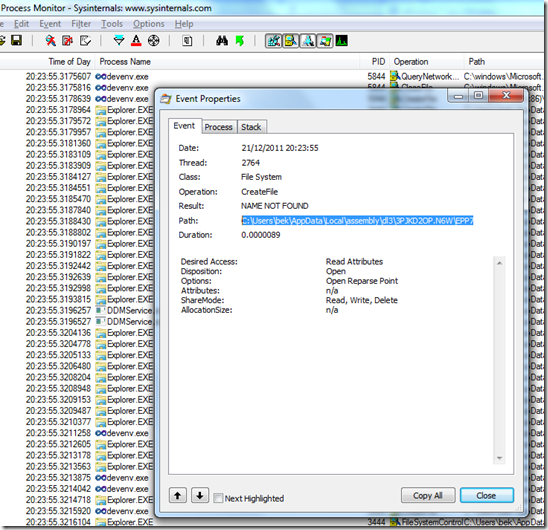 Process Monitor - Sysinternals: www.sysinternals.com
Edit Event Filter Tools Options Help
Time of Day Process Name PID Operation Path
20:23:55.3175607 devenv.exe 5844 QueryNetwork... C:\windows\Microsoft.
20:23:55.3175816 devenv.exe 5844
20:23:55.3178639 devenv.exe
20:23:55.3178964 Explorer.EXE
20:23:55.3179572 Explorer.EXE
20:23:55.3179957 Explorer.EXE
20:23:55.3181360 Explorer.EXE
20:23:55.3183109 Explorer.EXE
20:23:55.3183909 Explorer.EXE
20:23:55.3184127 Explorer.EXE
20:23:55.3184551 Explorer.EXE
20:23:55.3185470 Explorer.EXE
20:23:55.3187840 Explorer.EXE
20:23:55.3188430 Explorer.EXE
20:23:55.3188802 Explorer.EXE
20:23:55.3190197 Explorer.EXE
20:23:55.3191822 Explorer.EXE
20:23:55.3192442 Explorer.EXE
20:23:55.3192639 Explorer.EXE
20:23:55.3192998 Explorer.EXE
20:23:55.3193815 Explorer.EXE
20:23:55.3196257 DDMService.
20:23:55.3196527 DDMService.
20:23:55.3204136 Explorer.EXE
20:23:55.3204778 Explorer.EXE
20:23:55.3205133 Explorer.EXE
20:23:55.3206480 Explorer.EXE
20:23:55.3208204 Explorer.EXE
20:23:55.3208948 Explorer.EXE
20:23:55.3209153 Explorer.EXE
20:23:55.3209487 Explorer.EXE
20:23:55.3210377 Explorer.EXE
20:23:55.3211258 devenv.exe
20:23:55.3212605 Explorer.EXE
20:23:55.3213178 Explorer.EXE
20:23:55.3213563 Explorer.EXE
20:23:55.3213875 devenv.exe
20:23:55.3214042 devenv.exe
20:23:55.3214718 Explorer.EXE
20:23:55.3215920 devenv.exe
20:23:55.3216104 Explorer.EXE 3444 FileSystemControl C:\Users\bek\AppData
Event Properties
Event Process Stack
Date: 21/12/2011 20:23:55
Thread: 2764
Class: File System
Operation: CreateFile
Result: NAME NOT FOUND
Path: C:\Users\bek\AppData\Local\assembly\dl3\3PJKD2OP.N6W\EPP7
Duration: 0.0000089
Desired Access: Read Attributes
Disposition: Open
Options: Open Reparse Point
Attributes: n/a
ShareMode: Read, Write, Delete
AllocationSize: n/a
Next Highlighted
Copy All
Close